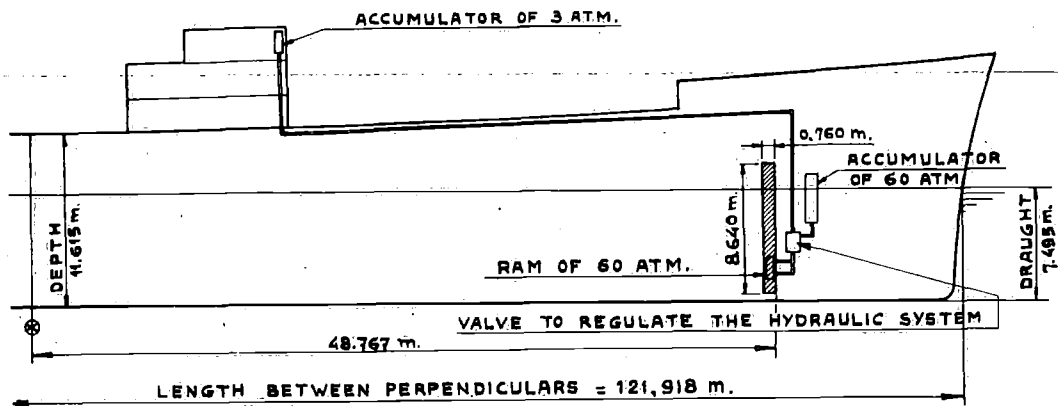 ACCUMULATOR OF 3 ATM.
0.760 m.
ACCUMULATOR
OF 60 ATM
DEPTH
11.615 m.
8.640 m.
DRAUGHT
7.495 m.
RAM OF 60 ATM.
VALVE TO REGULATE THE HYDRAULIC SYSTEM
48.767 m.
LENGTH BETWEEN PERPENDICULARS = 121,918 m.